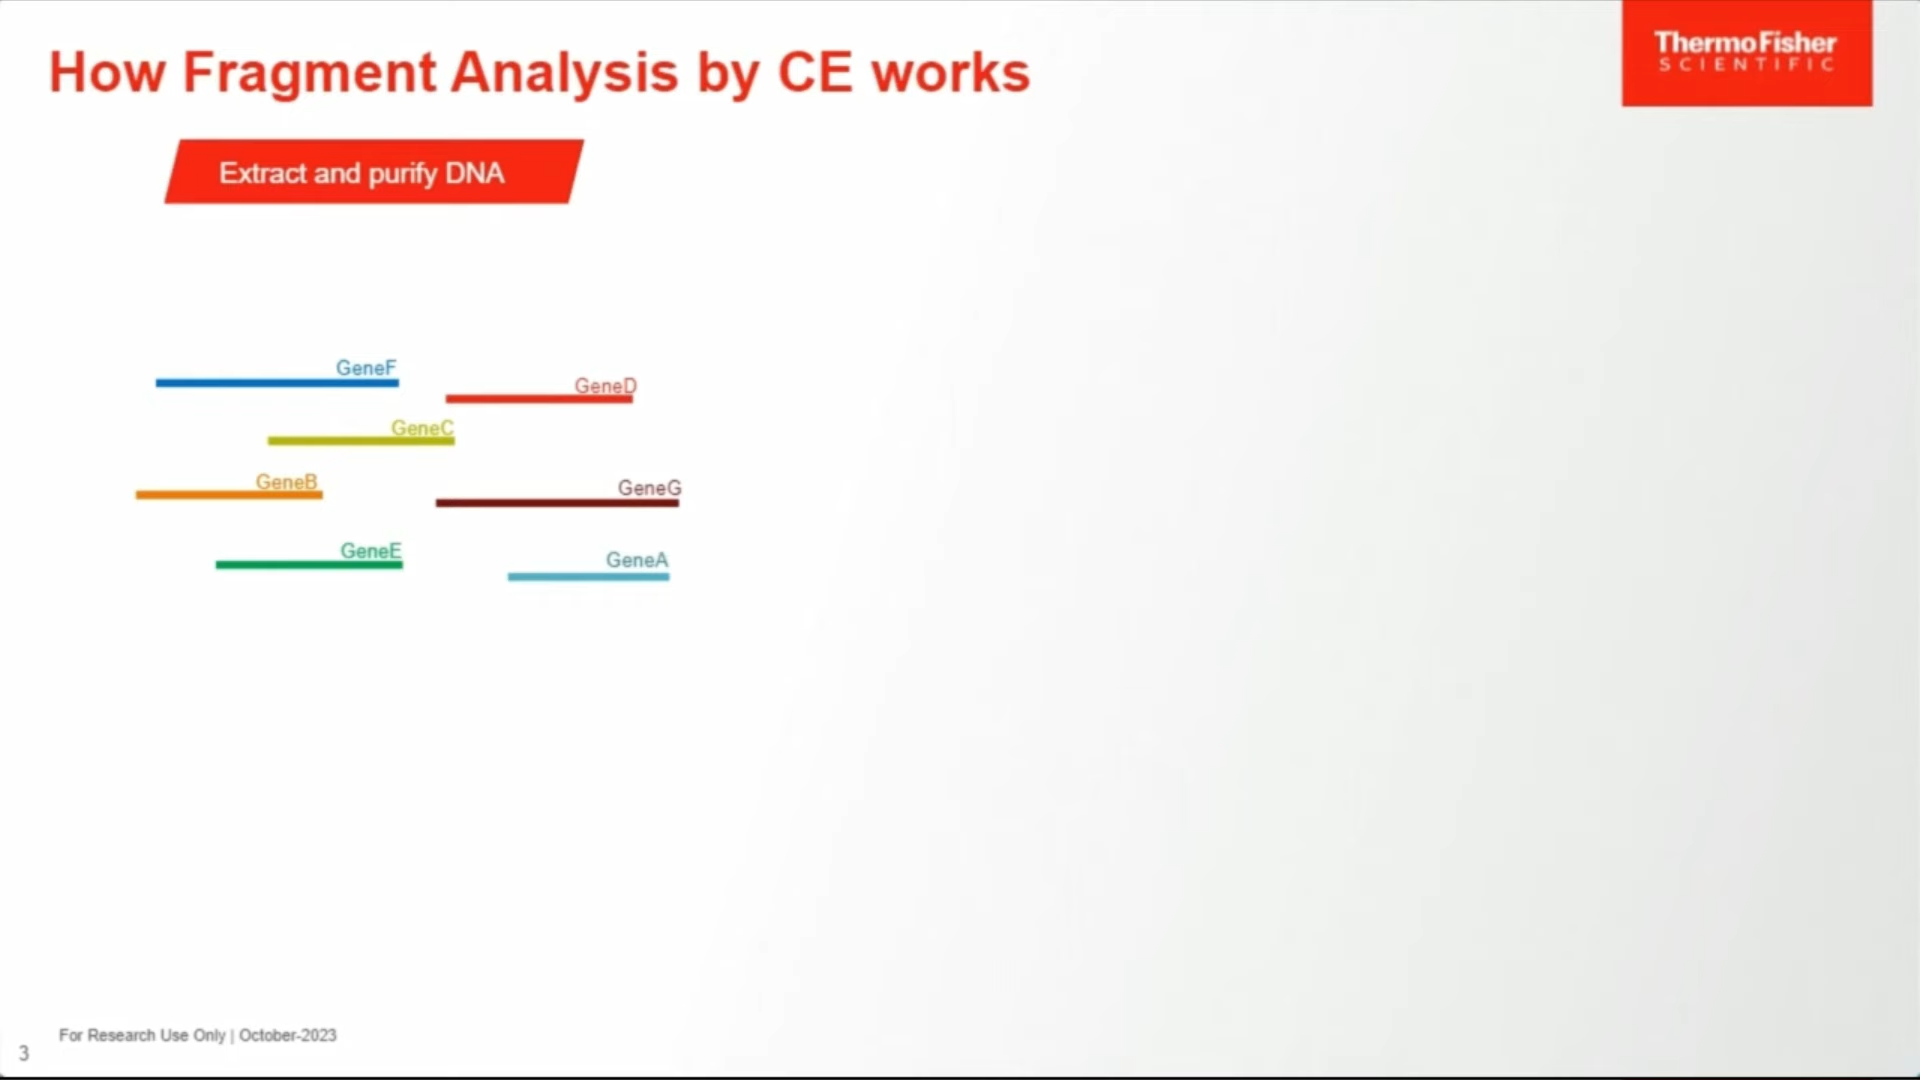 How Fragment Analysis by CE works
ThermoFisher
SCIENTIFIC
Extract and purify DNA
GeneF
GeneD
GeneC
GeneB
GeneG
GeneE
GeneA
For Research Use Only | October-2023
3